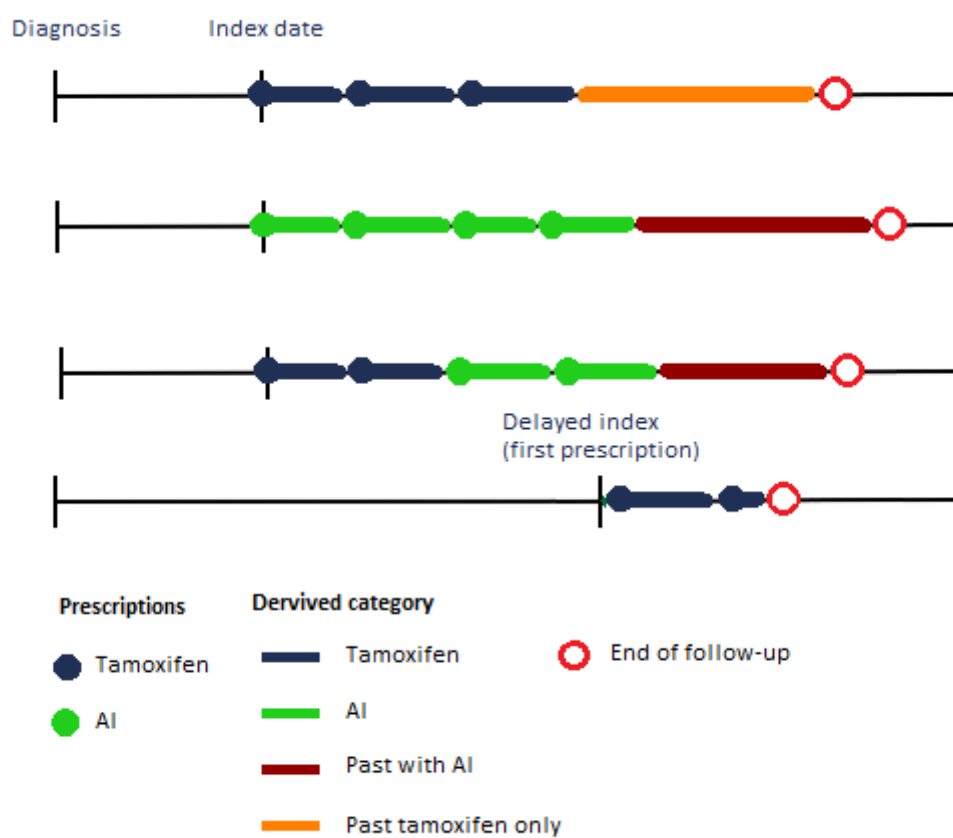 Diagnosis
Index date
Delayed index
(first prescription)
Prescriptions
Dervived category
Tamoxifen
Tamoxifen
End of follow-up
AI
AI
Past with AI
Past tamoxifen only